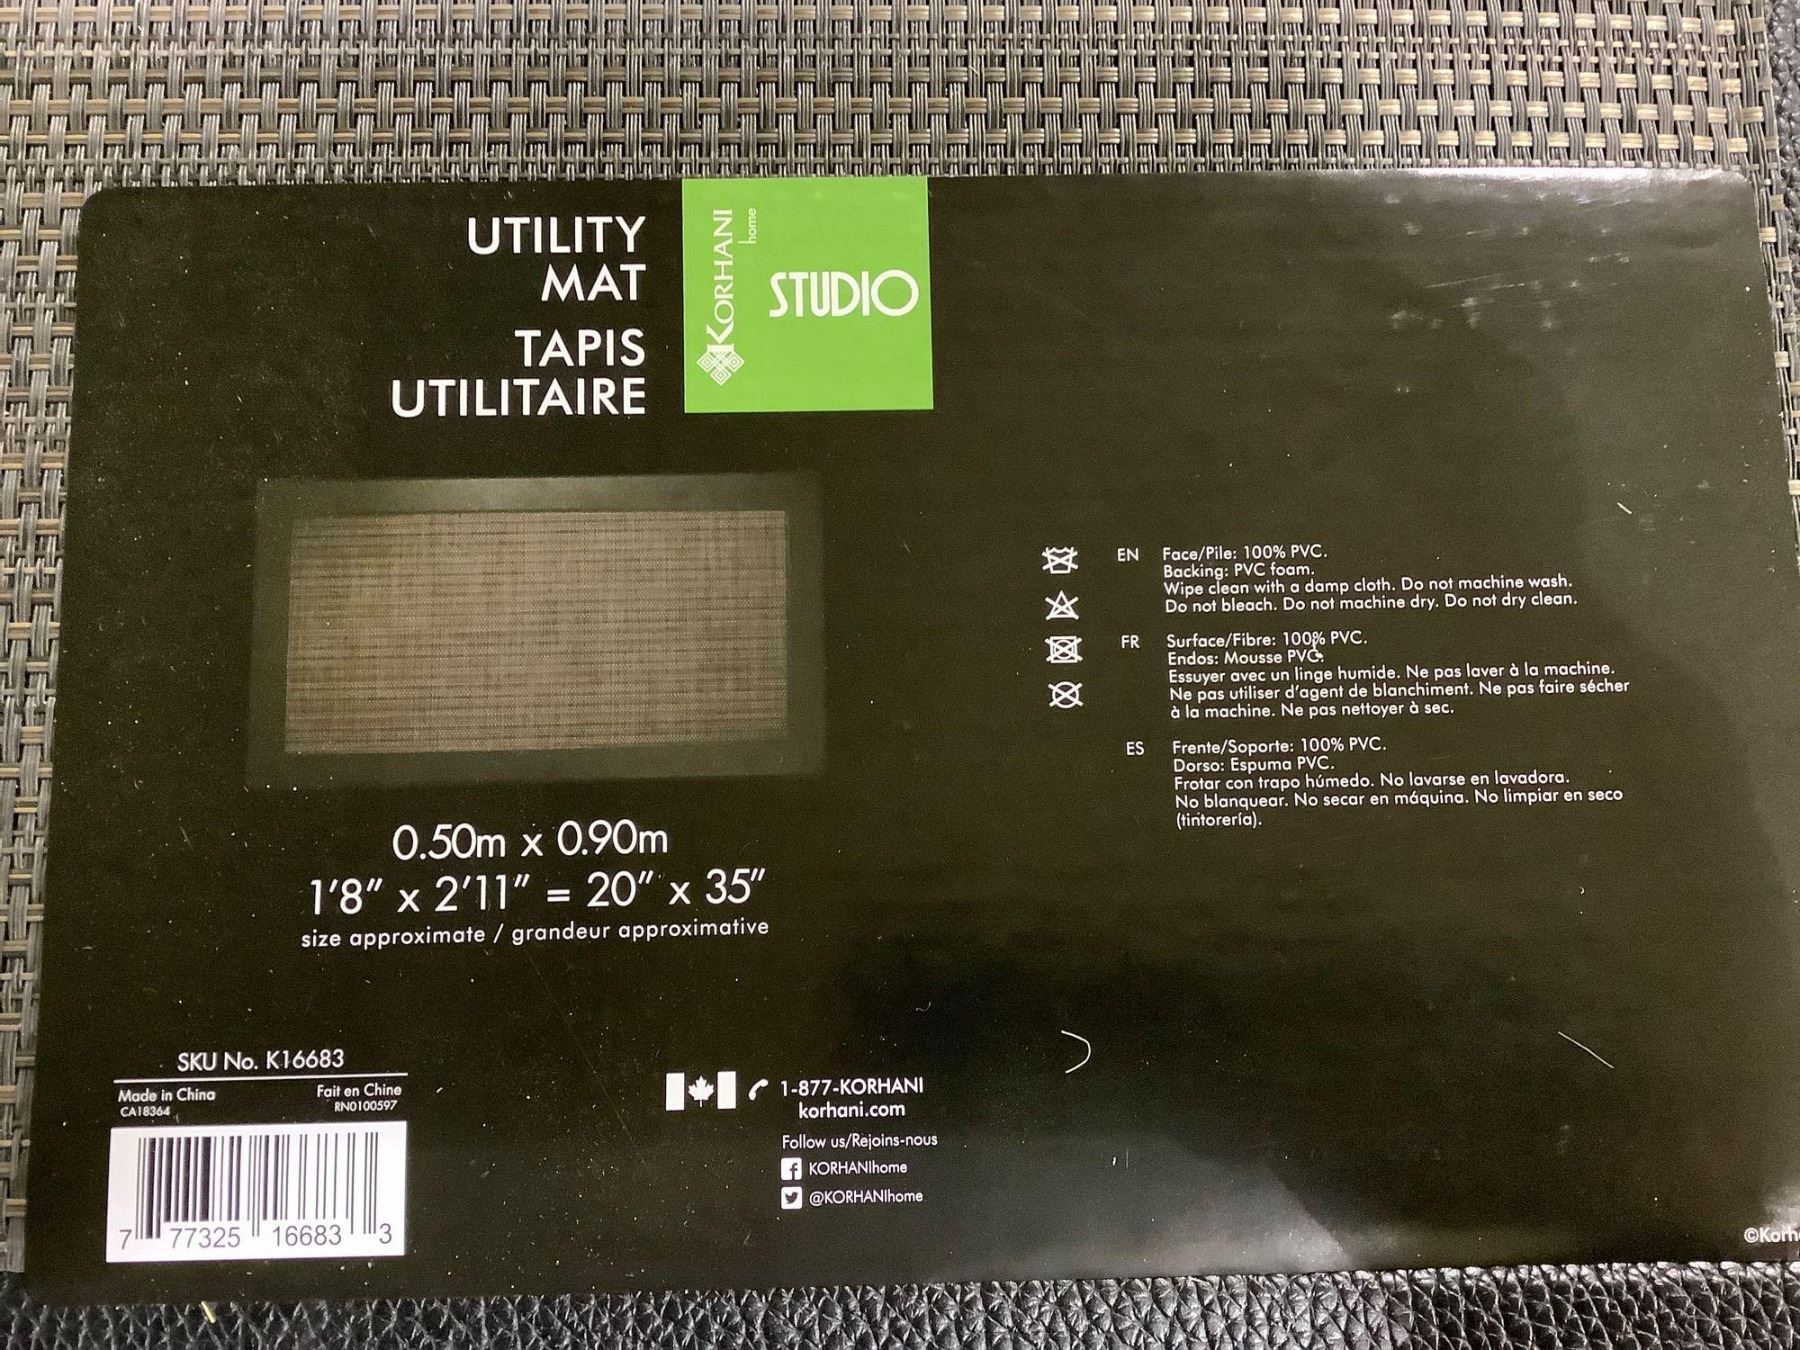 UTILITY
MAT
TAPIS
UTILITAIRE
KORHANI
home
STUDIO
0.50m x 0.90m
1'8" x 2'11" = 20" x 35"
size approximate / grandeur approximative
EN Face/Pile: 100% PVC.
Backing: PVC foam.
Wipe clean with a damp cloth. Do not machine wash.
Do not bleach. Do not machine dry. Do not dry clean.
FR Surface/Fibre: 100% PVC.
Endos: Mousse PVC.
Essuyer avec un linge humide. Ne pas laver à la machine.
Ne pas utiliser d'agent de blanchiment. Ne pas faire sécher
à la machine. Ne pas nettoyer à sec.
ES Frente/Soporte: 100% PVC.
Dorso: Espuma PVC.
Frotar con trapo húmedo. No lavarse en lavadora.
No blanquear. No secar en máquina. No limpiar en seco
(tintorería).
SKU No. K16683
Made in China Fait en Chine
CA18364 RN0100597
7 77325 16683 3
1-877-KORHANI
korhani.com
Follow us/Rejoins-nous
KORHANIhome
@KORHANIhome